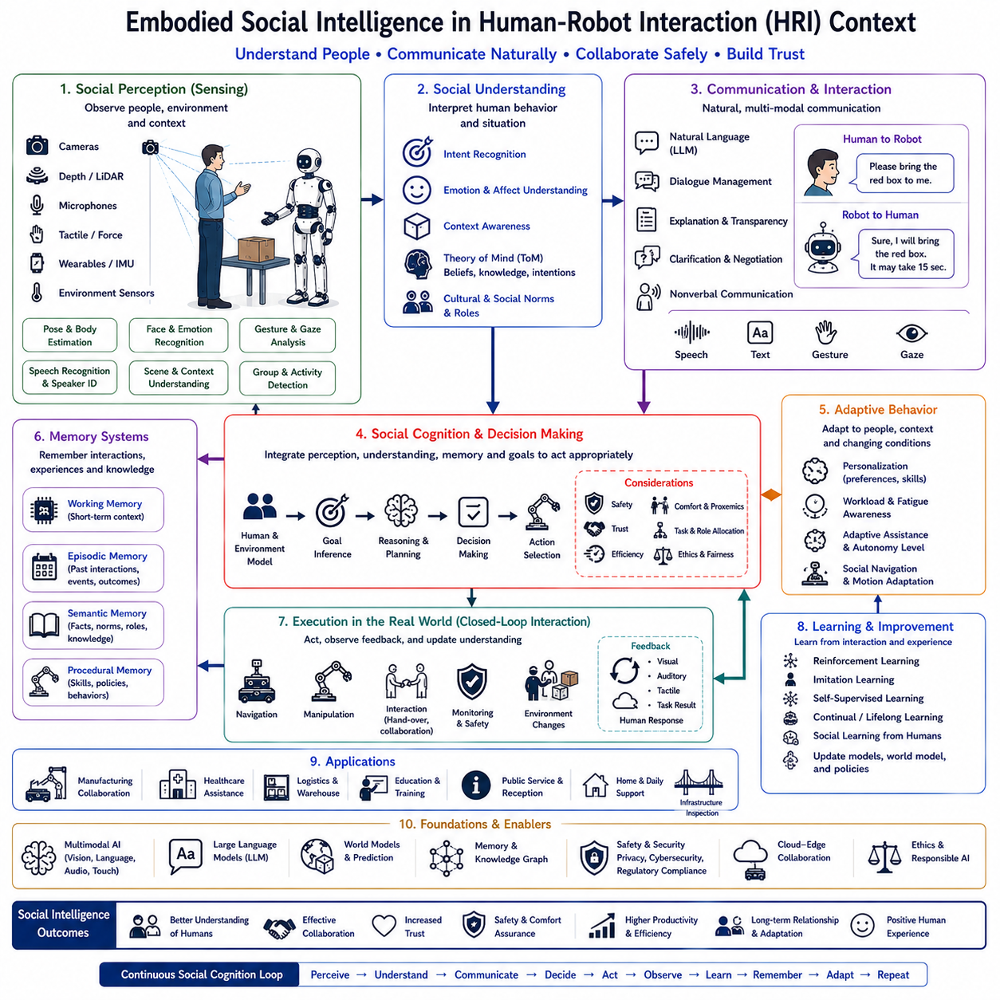 Embodied Social Intelligence in Human-Robot Interaction (HRI) Context
Understand People • Communicate Naturally • Collaborate Safely • Build Trust
1. Social Perception (Sensing)
Observe people, environment
and context
Cameras
Depth / LiDAR
Microphones
Tactile / Force
Wearables / IMU
Environment Sensors
Pose & Body
Estimation
Face & Emotion
Recognition
Gesture & Gaze
Analysis
Speech Recognition
& Speaker ID
Scene & Context
Understanding
Group & Activity
Detection
2. Social Understanding
Interpret human behavior
and situation
Intent Recognition
Emotion & Affect Understanding
Context Awareness
Theory of Mind (ToM)
Beliefs, knowledge, intentions
Cultural & Social Norms
& Roles
3. Communication & Interaction
Natural, multi-modal communication
Natural Language
(LLM)
Dialogue Management
Explanation & Transparency
Clarification & Negotiation
Nonverbal Communication
Human to Robot
Please bring the
red box to me.
Robot to Human
Sure, I will bring
the red box.
It may take 15 sec.
Speech
Aa
Text
Gesture
Gaze
4. Social Cognition & Decision Making
Integrate perception, understanding, memory and goals to act appropriately
Human &
Environment
Model
Goal
Inference
Reasoning &
Planning
Decision
Making
Action
Selection
Considerations
Safety
Comfort & Proxemics
Trust
Task & Role Allocation
Efficiency
Ethics & Fairness
5. Adaptive Behavior
Adapt to people, context
and changing conditions
Personalization
(preferences, skills)
Workload & Fatigue
Awareness
Adaptive Assistance
& Autonomy Level
Social Navigation
& Motion Adaptation
6. Memory Systems
Remember interactions,
experiences and knowledge
Working Memory
(Short-term context)
Episodic Memory
(Past interactions,
events, outcomes)
Semantic Memory
(Facts, norms, roles,
knowledge)
Procedural Memory
(Skills, policies,
behaviors)
7. Execution in the Real World (Closed-Loop Interaction)
Act, observe feedback, and update understanding
Navigation
Manipulation
Interaction
(Hand-over,
collaboration)
Monitoring
& Safety
Environment
Changes
Feedback
• Visual
• Auditory
• Tactile
• Task Result
Human Response
8. Learning & Improvement
Learn from interaction and experience
Reinforcement Learning
Imitation Learning
Self-Supervised Learning
Continual / Lifelong Learning
Social Learning from Humans
Update models, world model,
and policies
9. Applications
Manufacturing
Collaboration
Healthcare
Assistance
Logistics &
Warehouse
Education &
Training
Public Service &
Reception
Home & Daily
Support
Infrastructure
Inspection
10. Foundations & Enablers
Multimodal AI
(Vision, Language,
Audio, Touch)
Aa
Large Language
Models (LLM)
World Models
& Prediction
Memory &
Knowledge Graph
Safety & Security
Privacy, Cybersecurity,
Regulatory Compliance
Cloud–Edge
Collaboration
Ethics &
Responsible AI
Social Intelligence
Outcomes
Better Understanding
of Humans
Effective
Collaboration
Increased
Trust
Safety & Comfort
Assurance
Higher Productivity
& Efficiency
Long-term Relationship
& Adaptation
Positive Human
Experience
Continuous Social Cognition Loop
Perceive → Understand → Communicate → Decide → Act → Observe → Learn → Remember → Adapt → Repeat